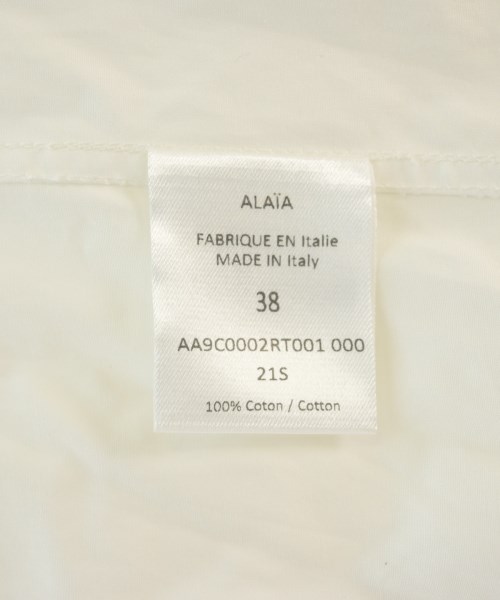 ALAÏA
FABRIQUE EN Italie
MADE IN Italy
38
AA9C0002RT001 000
21S
100% Coton / Cotton